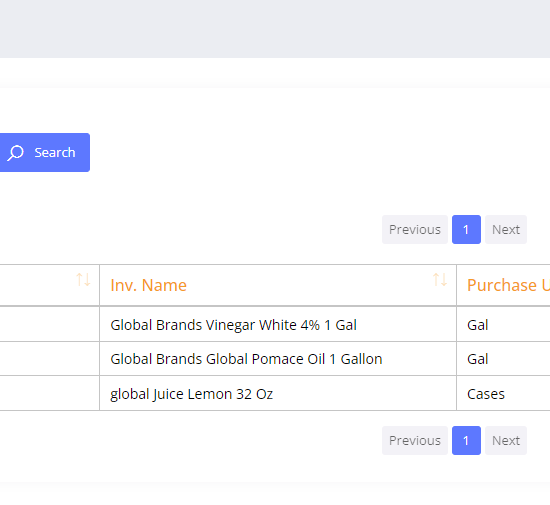 Search
Previous 1 Next
Inv. Name Purchase U
Global Brands Vinegar White 4% 1 Gal Gal
Global Brands Global Pomace Oil 1 Gallon Gal
global Juice Lemon 32 Oz Cases
Previous 1 Next